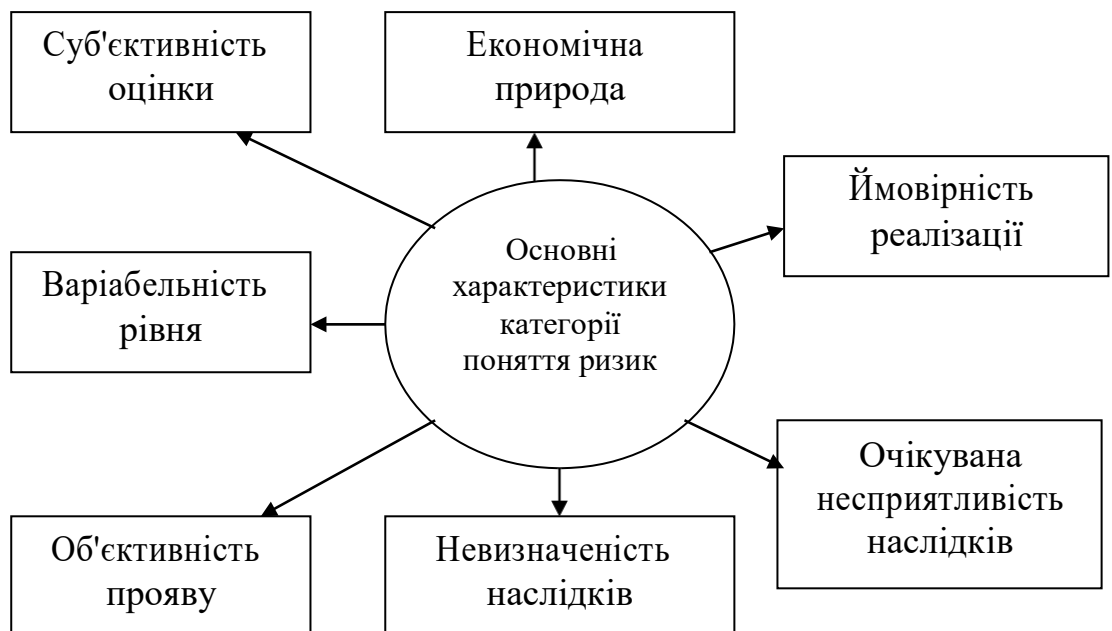 Суб'єктивність
оцінки
Економічна
природа
Ймовірність
реалізації
Основні
характеристики
категорії
поняття ризик
Варіабельність
рівня
Очікувана
несприятливість
наслідків
Об'єктивність
прояву
Невизначеність
наслідків